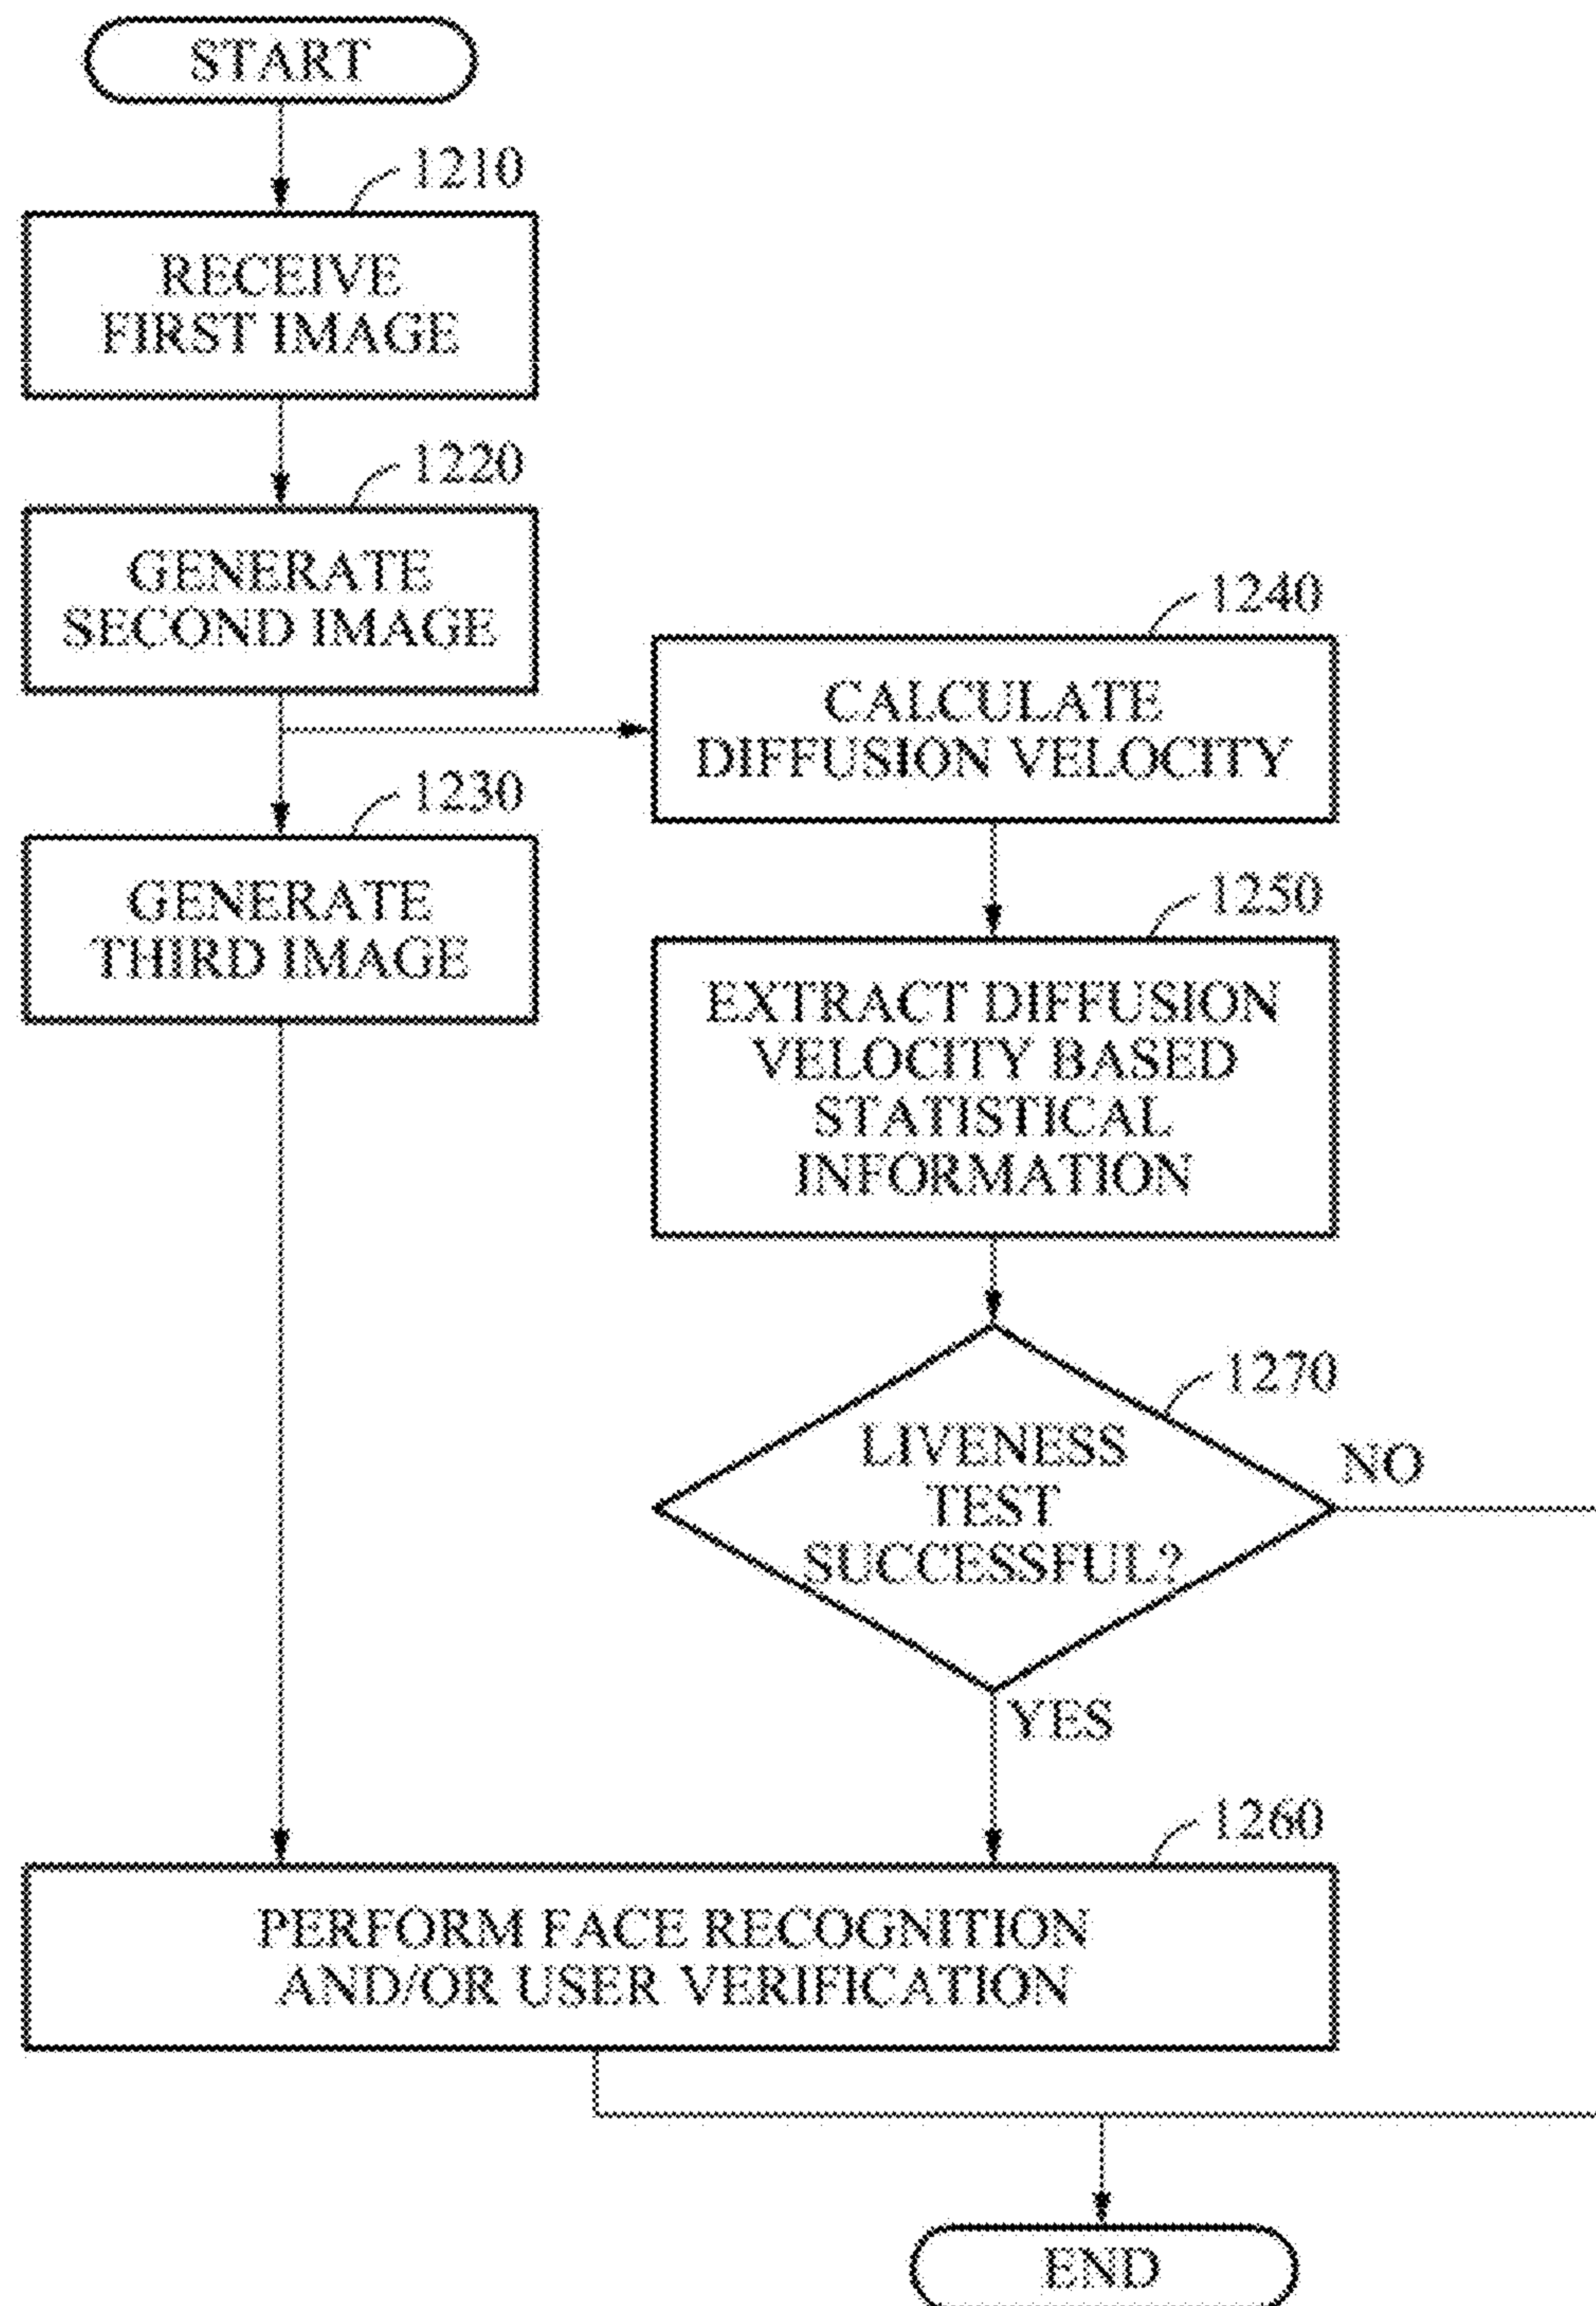 START
1210
RECEIVE
FIRST IMAGE
1220
GENERATE
SECOND IMAGE
1240
CALCULATE
DIFFUSION VELOCITY
1230
GENERATE
THIRD IMAGE
1250
EXTRACT DIFFUSION
VELOCITY BASED
STATISTICAL
INFORMATION
1270
LIVENESS
TEST
SUCCESSFUL?
NO
YES
1260
PERFORM FACE RECOGNITION
AND/OR USER VERIFICATION
END